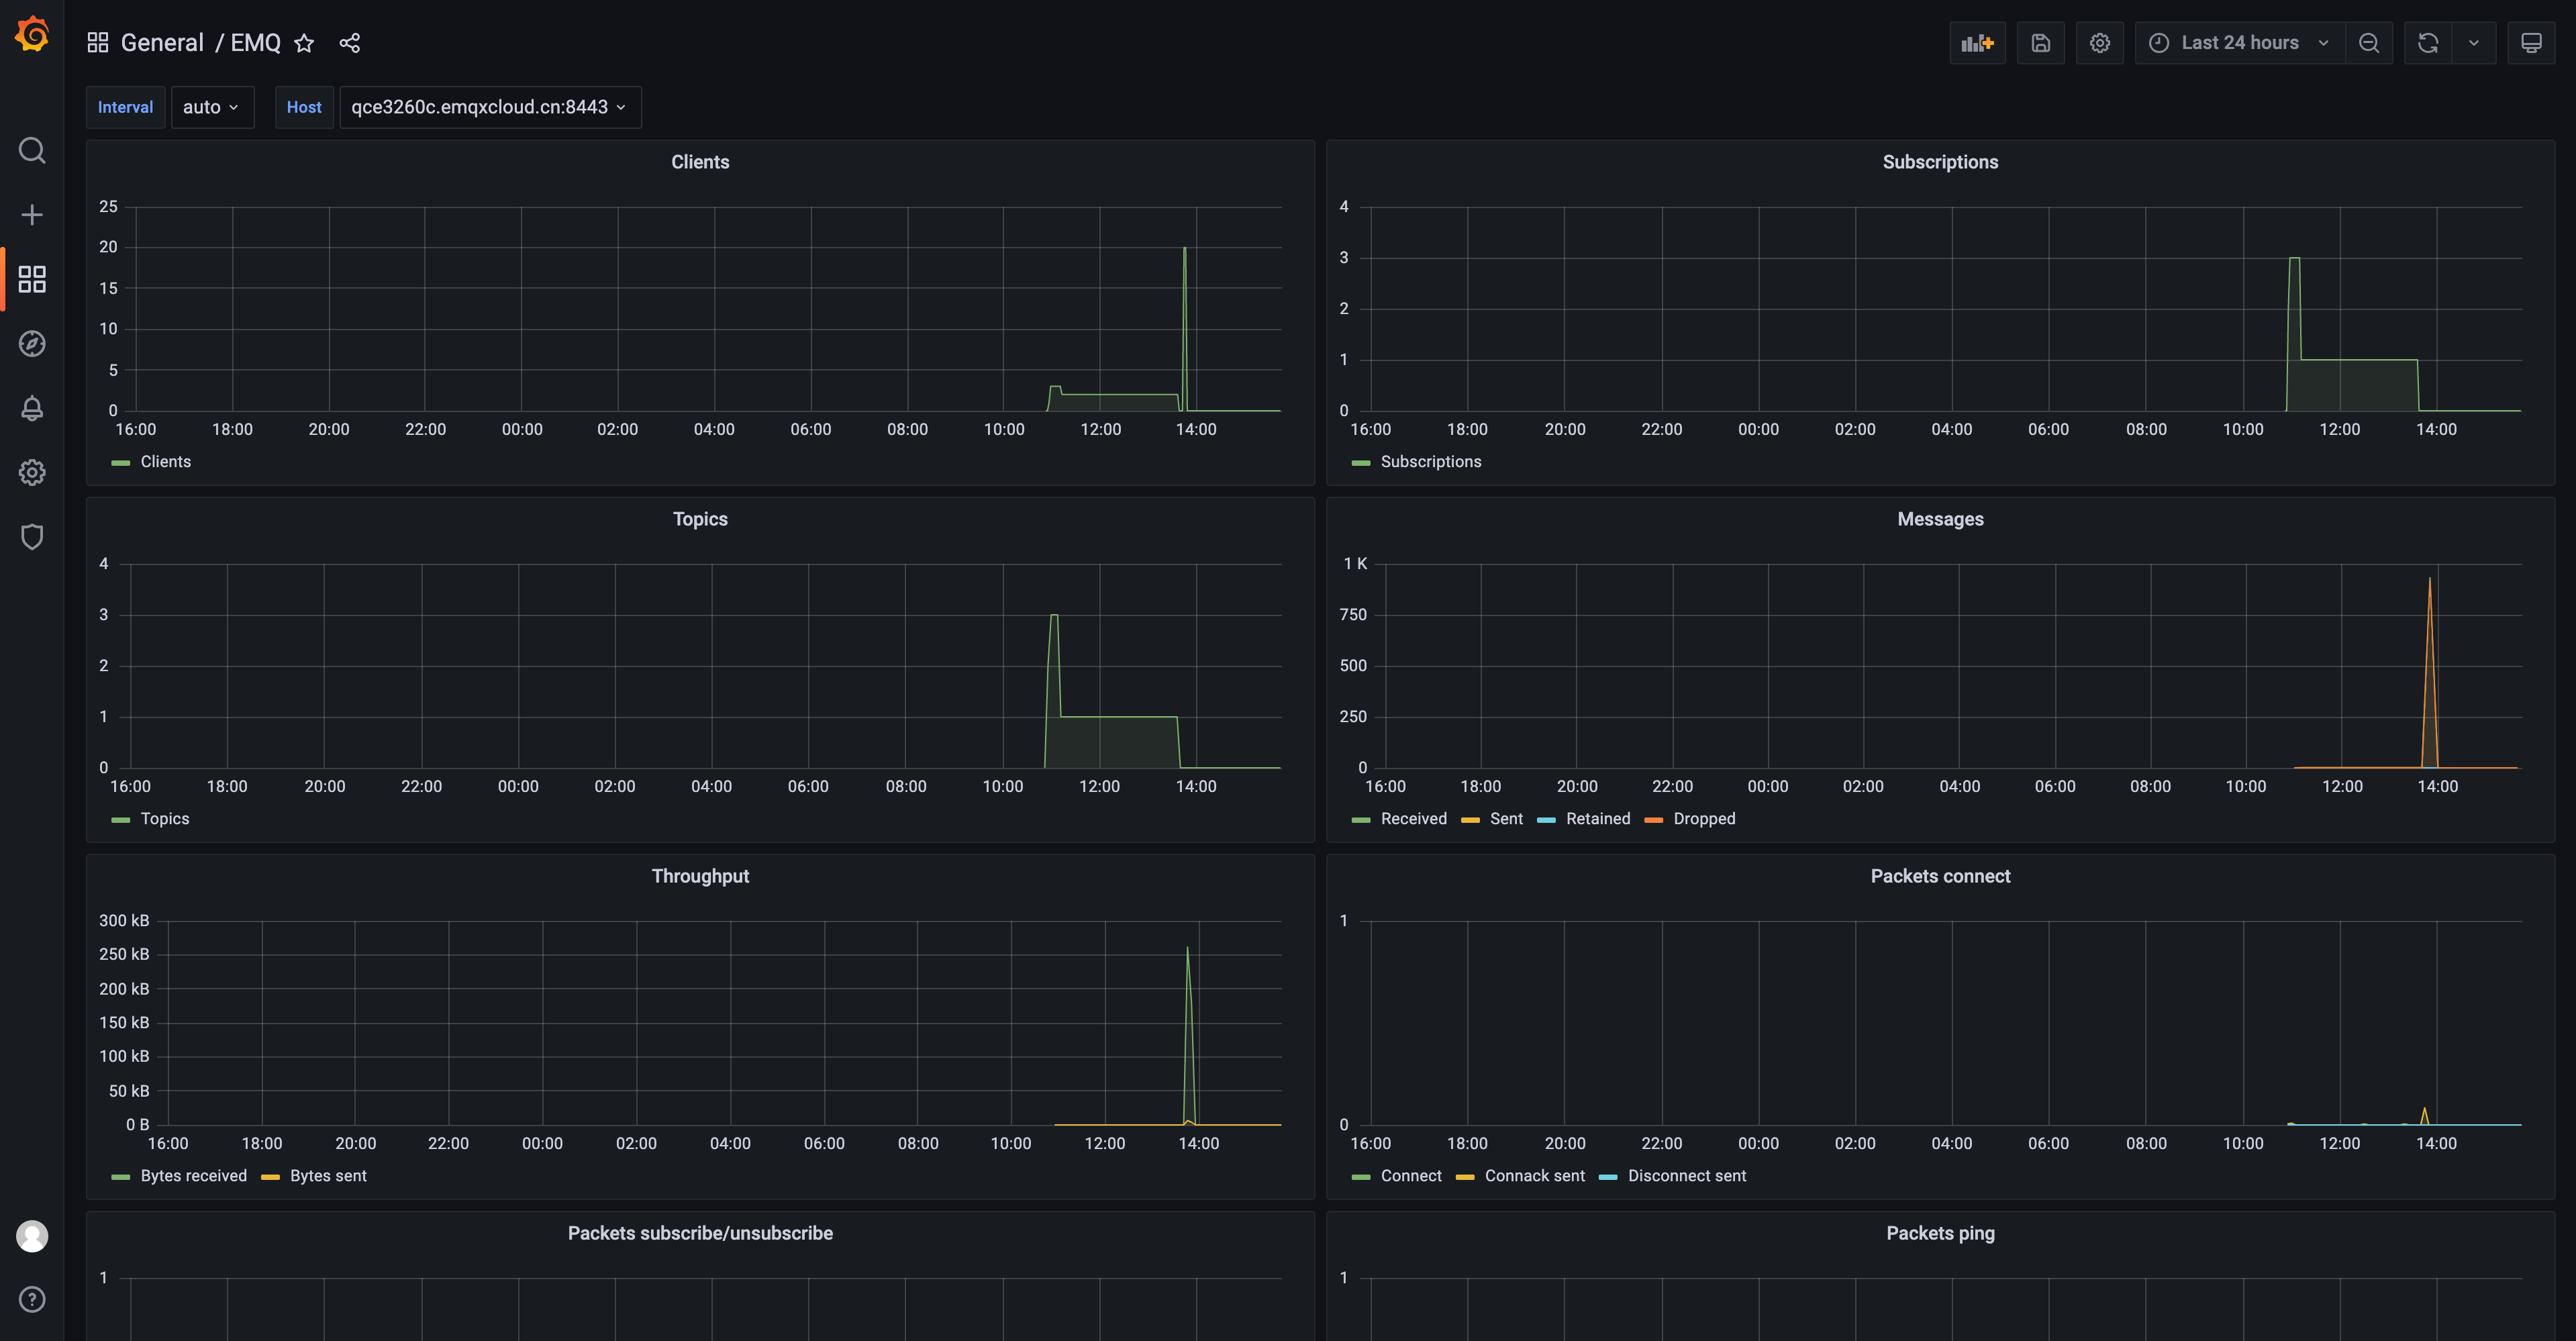 General / EMQ
Last 24 hours
Interval auto Host qce3260c.emqxcloud.cn:8443
Clients
25
20
15
10
5
0
16:00 18:00 20:00 22:00 00:00 02:00 04:00 06:00 08:00 10:00 12:00 14:00
Clients
Subscriptions
4
3
2
1
0
16:00 18:00 20:00 22:00 00:00 02:00 04:00 06:00 08:00 10:00 12:00 14:00
Subscriptions
Topics
4
3
2
1
0
16:00 18:00 20:00 22:00 00:00 02:00 04:00 06:00 08:00 10:00 12:00 14:00
Topics
Messages
1 K
750
500
250
0
16:00 18:00 20:00 22:00 00:00 02:00 04:00 06:00 08:00 10:00 12:00 14:00
Received Sent Retained Dropped
Throughput
300 kB
250 kB
200 kB
150 kB
100 kB
50 kB
0 B
16:00 18:00 20:00 22:00 00:00 02:00 04:00 06:00 08:00 10:00 12:00 14:00
Bytes received Bytes sent
Packets connect
1
0
16:00 18:00 20:00 22:00 00:00 02:00 04:00 06:00 08:00 10:00 12:00 14:00
Connect Connack sent Disconnect sent
Packets subscribe/unsubscribe
1
Packets ping
1